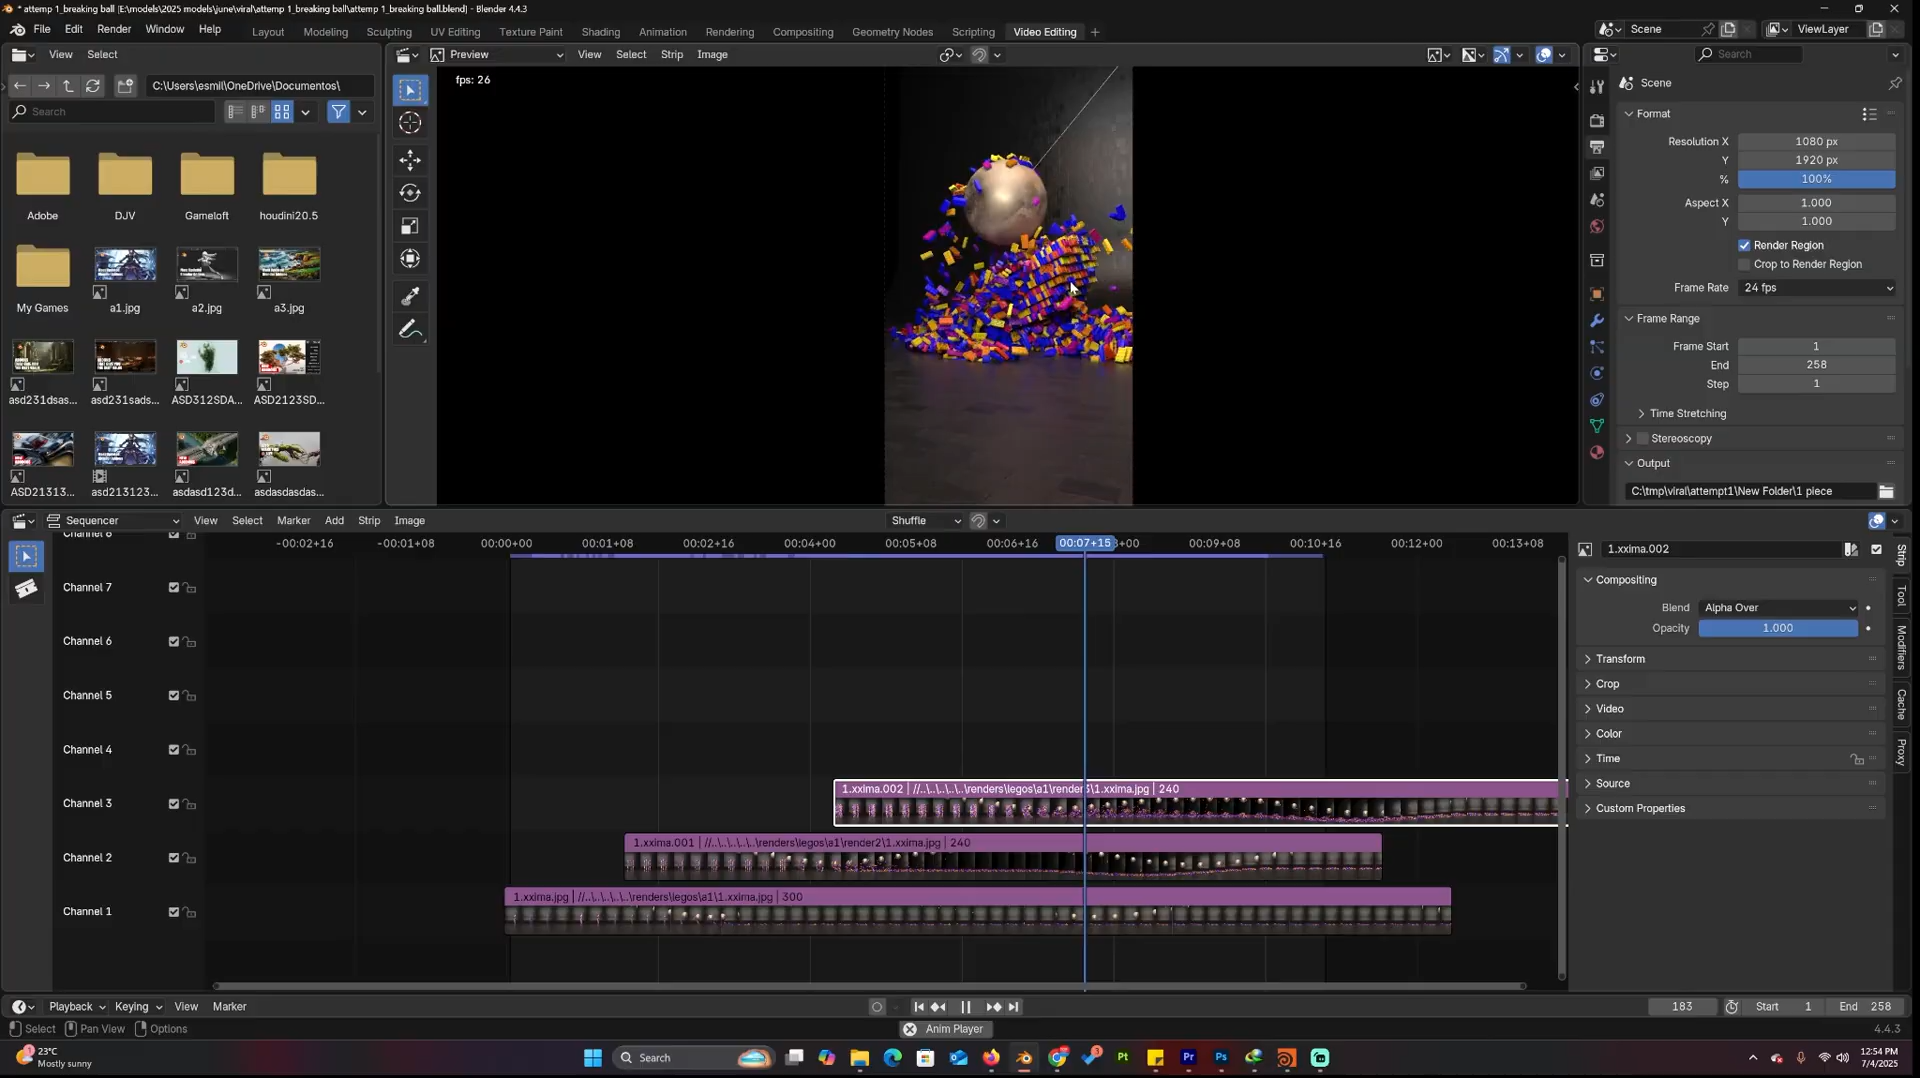 * attemp 1_breaking ball [E:\models\2025 models\june\viral\attemp 1_breaking ball\attemp 1_breaking ball.blend] - Blender 4.4.3
File Edit Render Window Help Layout Modeling Sculpting UV Editing Texture Paint Shading Animation Rendering Compositing Geometry Nodes Scripting Video Editing + Scene ViewLayer
View Select Preview View Select Strip Image Search
C:\Users\esmil\OneDrive\Documentos\
Search
fps: 26
Adobe DJV Gameloft houdini20.5
My Games a1.jpg a2.jpg a3.jpg
asd231dsas... asd231sads... ASD312SDA... ASD2123SD...
ASD21313... asd213123... asdasd123d... asdasdasdas...
Scene
Format
Resolution X 1080 px
Y 1920 px
% 100%
Aspect X 1.000
Y 1.000
Render Region
Crop to Render Region
Frame Rate 24 fps
Frame Range
Frame Start 1
End 258
Step 1
Time Stretching
Stereoscopy
Output
C:\tmp\viral\attempt1\New Folder\1 piece
Sequencer View Select Marker Add Strip Image Shuffle
-00:02+16 -00:01+08 00:00+00 00:01+08 00:02+16 00:04+00 00:05+08 00:06+16 00:07+15 00:09+08 00:10+16 00:12+00 00:13+08
Channel 8
Channel 7
Channel 6
Channel 5
Channel 4
Channel 3
1.xxima.002 | //..\..\..\..\..\renders\legos\a1\render3\1.xxima.jpg | 240
Channel 2
1.xxima.001 | //..\..\..\..\..\renders\legos\a1\render2\1.xxima.jpg | 240
Channel 1
1.xxima.jpg | //..\..\..\..\..\renders\legos\a1\1.xxima.jpg | 300
1.xxima.002
Compositing
Blend Alpha Over
Opacity 1.000
Transform
Crop
Video
Color
Time
Source
Custom Properties
Strip
Tool
Modifiers
Cache
Proxy
Playback Keying View Marker 183 Start 1 End 258
Select Pan View Options Anim Player 4.4.3
23°C
Mostly sunny
Search
3
Pt
Pr
Ps
12:54 PM
7/4/2025